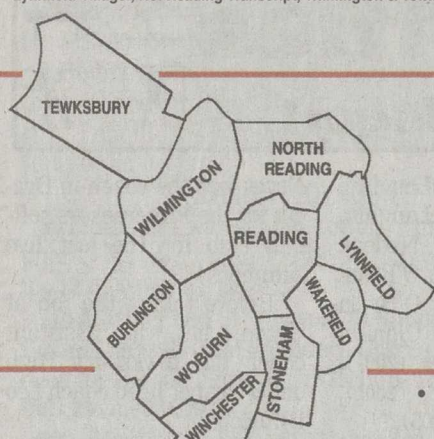 TEWKSBURY
NORTH
READING
WILMINGTON
READING
LYNNFIELD
WAKEFIELD
BURLINGTON
WOBURN
STONEHAM
WINCHESTER